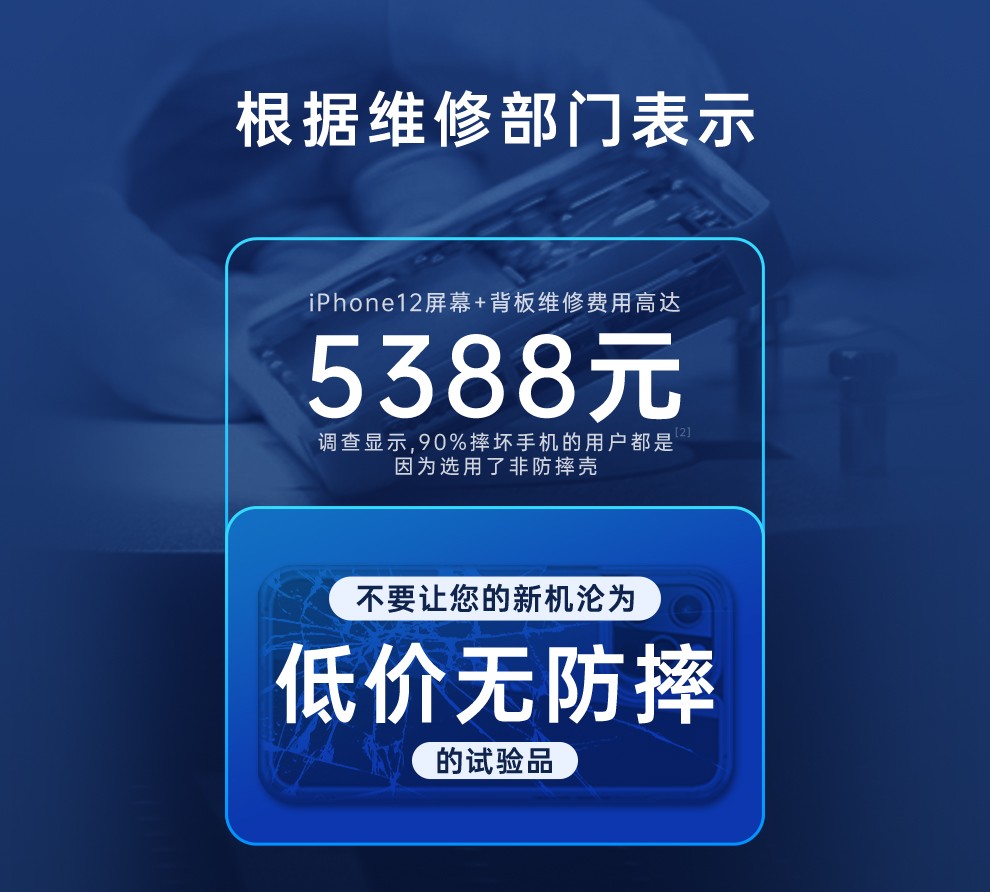 根据维修部门表示
iPhone12屏幕+背板维修费用高达
5388元
调查显示,90%摔坏手机的用户都是[2]
因为选用了非防摔壳
不要让您的新机沦为
低价无防摔
的试验品